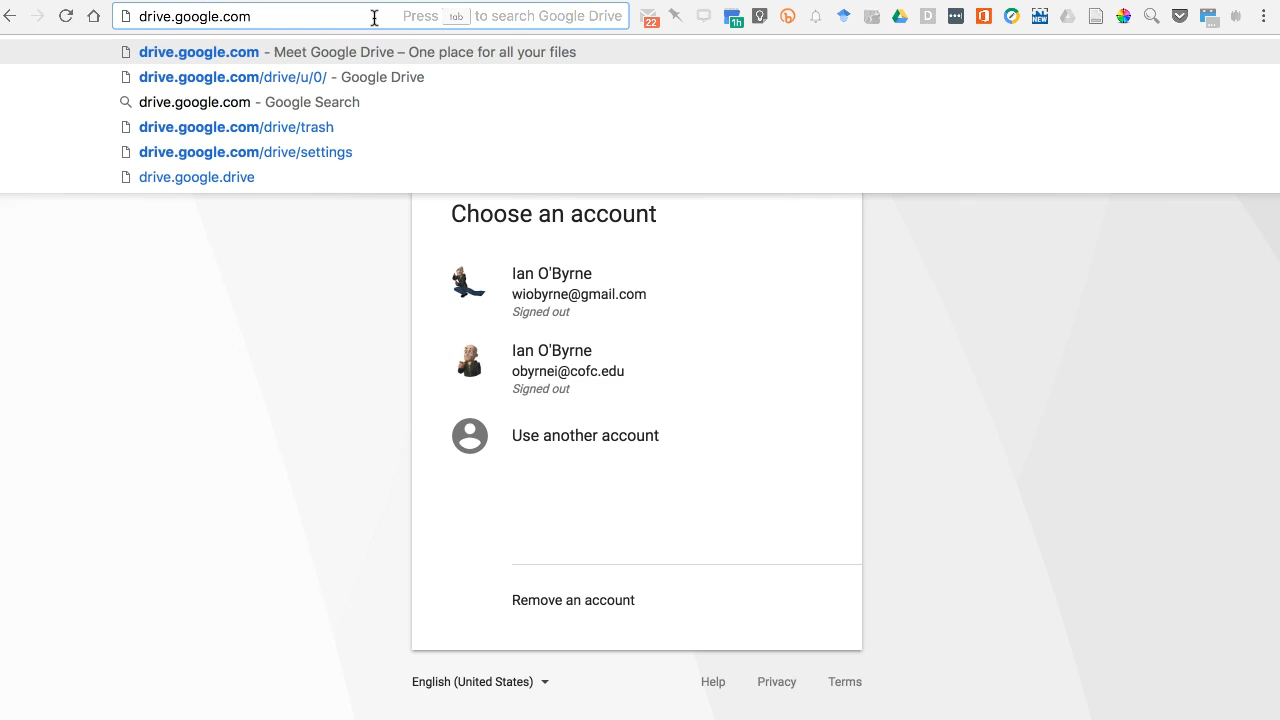 drive.google.com Press tab to search Google Drive 22 1h D NEW
drive.google.com - Meet Google Drive – One place for all your files
drive.google.com/drive/u/0/ - Google Drive
drive.google.com - Google Search
drive.google.com/drive/trash
drive.google.com/drive/settings
drive.google.drive
Choose an account
Ian O'Byrne
wiobyrne@gmail.com
Signed out
Ian O'Byrne
obyrnei@cofc.edu
Signed out
Use another account
Remove an account
English (United States) Help Privacy Terms